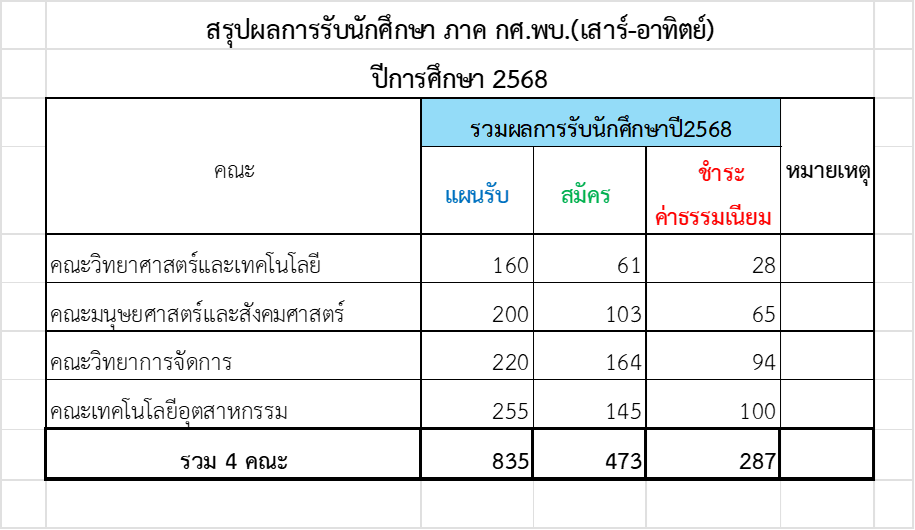 สรุปผลการรับนักศึกษา ภาค กศ.พบ.(เสาร์-อาทิตย์)
ปีการศึกษา 2568
คณะ
รวมผลการรับนักศึกษาปี2568
หมายเหตุ
แผนรับ
สมัคร
ชำระ
ค่าธรรมเนียม
คณะวิทยาศาสตร์และเทคโนโลยี 160 61 28
คณะมนุษยศาสตร์และสังคมศาสตร์ 200 103 65
คณะวิทยาการจัดการ 220 164 94
คณะเทคโนโลยีอุตสาหกรรม 255 145 100
รวม 4 คณะ 835 473 287